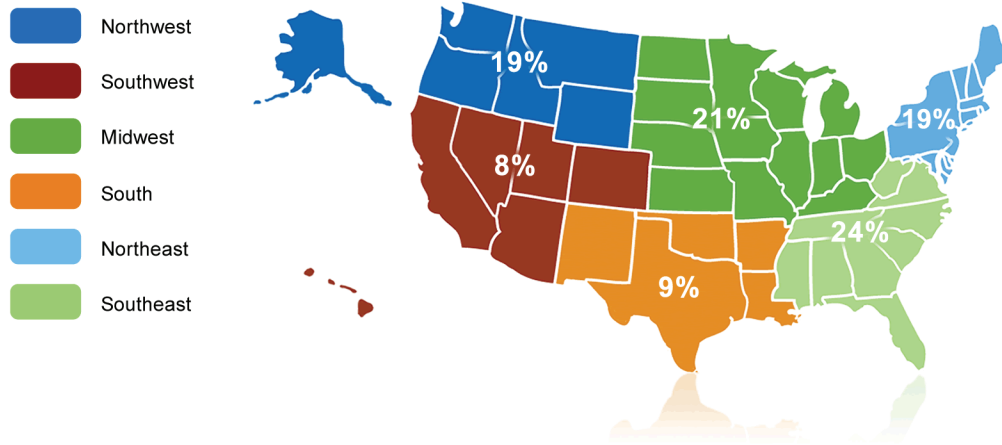 Northwest
Southwest
Midwest
South
Northeast
Southeast
19%
21%
19%
8%
24%
9%